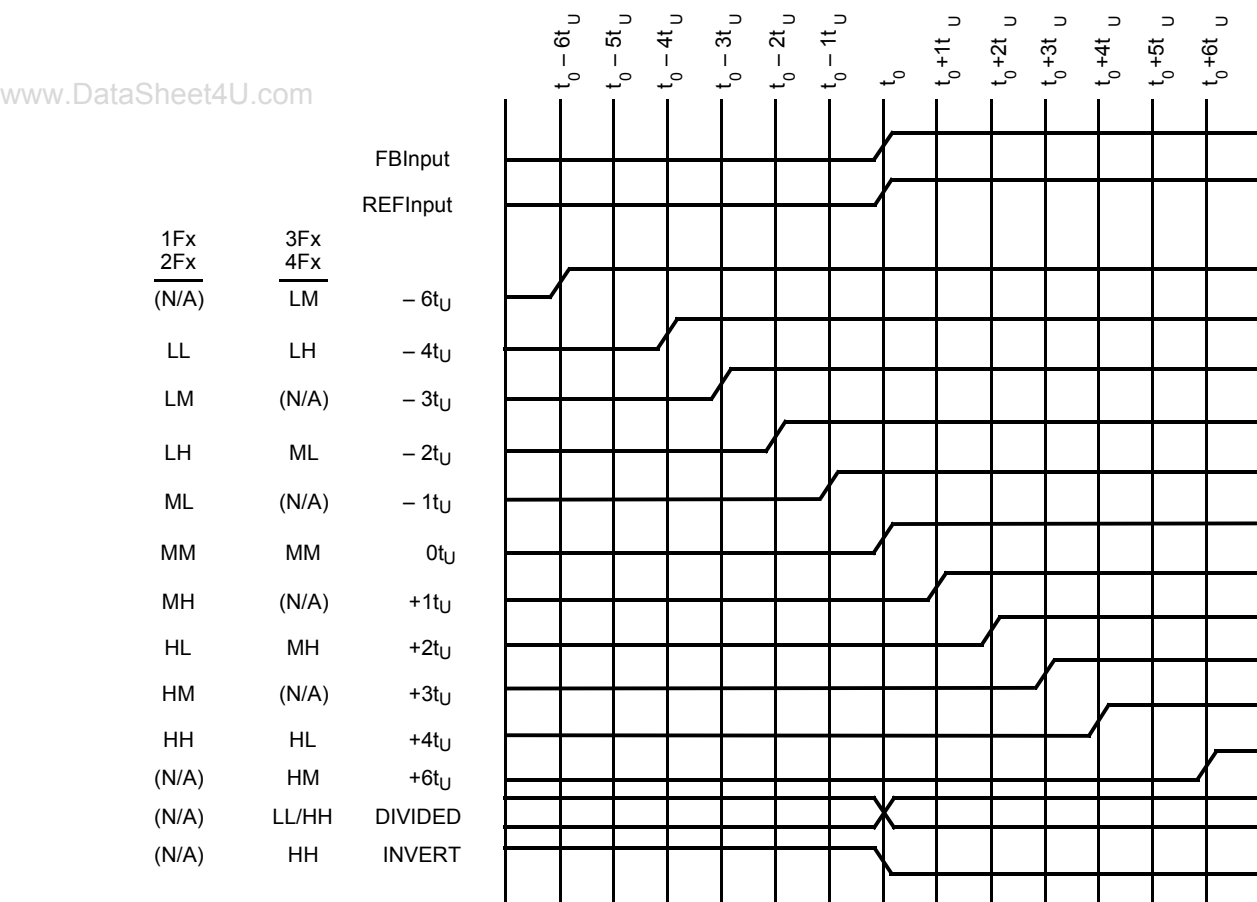 t0 – 6tU t0 – 5tU t0 – 4tU t0 – 3tU t0 – 2tU t0 – 1tU t0 t0 +1tU t0 +2tU t0 +3tU t0 +4tU t0 +5tU t0 +6tU
www.DataSheet4U.com
FBInput
REFInput
1Fx 3Fx
2Fx 4Fx
(N/A) LM – 6tU
LL LH – 4tU
LM (N/A) – 3tU
LH ML – 2tU
ML (N/A) – 1tU
MM MM 0tU
MH (N/A) +1tU
HL MH +2tU
HM (N/A) +3tU
HH HL +4tU
(N/A) HM +6tU
(N/A) LL/HH DIVIDED
(N/A) HH INVERT